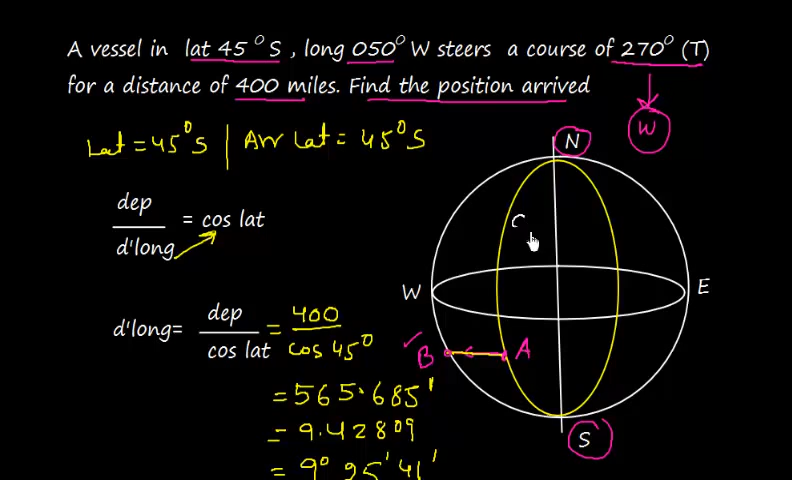 A vessel in lat 45° S , long 050° W steers a course of 270° (T)
for a distance of 400 miles. Find the position arrived
W
Lat = 45° S | Arr Lat = 45° S
N
dep
= cos lat
d'long
C
W
E
d'long= dep = 400
cos lat cos 45°
B
A
= 565.685'
= 9.42809
S
= 9° 25' 41'